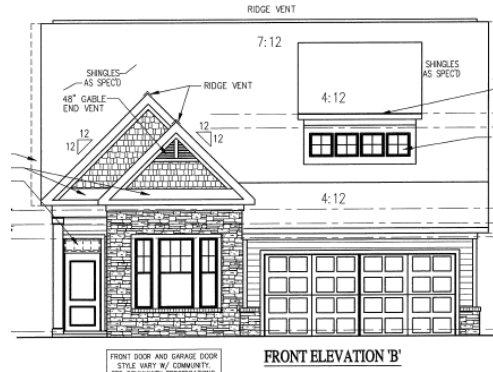 RIDGE VENT
7:12
SHINGLES
AS SPEC'D
SHINGLES
AS SPEC'D
RIDGE VENT
48" GABLE
END VENT
4:12
12
12
12
12
4:12
FRONT DOOR AND GARAGE DOOR
STYLE VARY W/ COMMUNITY.
FRONT ELEVATION 'B'